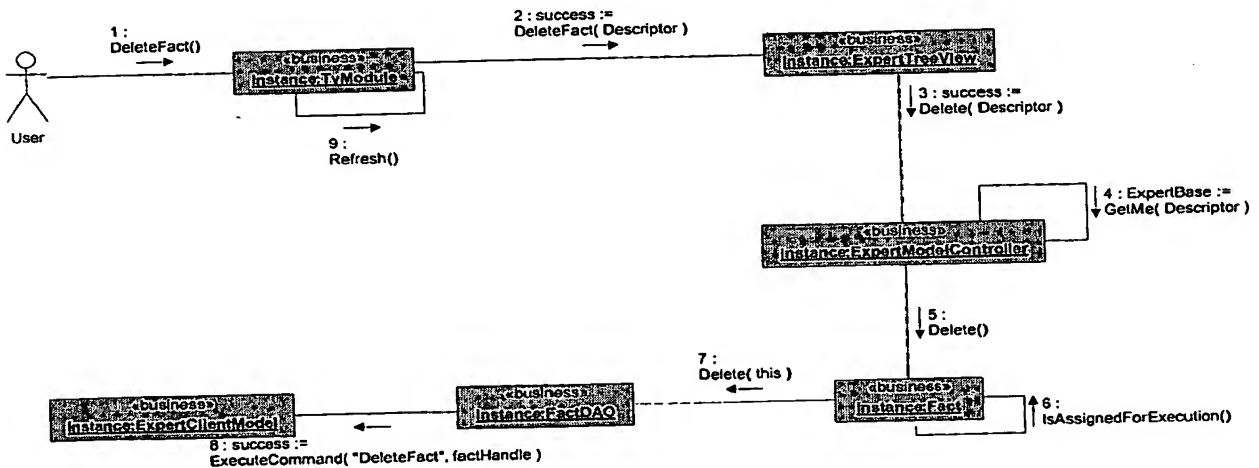 1 :
DeleteFact()
2 : success :=
DeleteFact( Descriptor )
«business»
Instance:TvModule
«business»
Instance:ExpertTreeView
User
9 :
Refresh()
3 : success :=
Delete( Descriptor )
4 : ExpertBase :=
GetMe( Descriptor )
«business»
Instance:ExpertModelController
5 :
Delete()
7 :
Delete( this )
«business»
Instance:ExpertClientModel
«business»
Instance:FactDAO
«business»
Instance:Fact
6 :
IsAssignedForExecution()
8 : success :=
ExecuteCommand( "DeleteFact", factHandle )